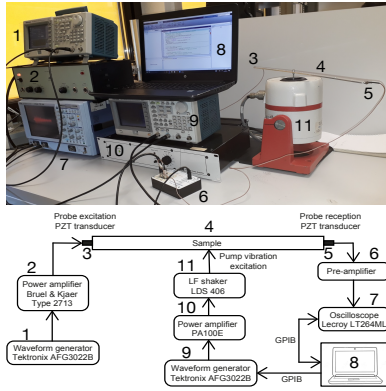 1
2
7
8
9
10
6
3
4
5
11
Probe excitation
PZT transducer
Probe reception
PZT transducer
4
Sample
3
5
Pump vibration
excitation
2
Power amplifier
Bruel & Kjaer
Type 2713
11
LF shaker
LDS 406
6
Pre-amplifier
10
Power amplifier
PA100E
7
Oscilloscope
Lecroy LT264ML
1
Waveform generator
Tektronix AFG3022B
9
Waveform generator
Tektronix AFG3022B
GPIB
GPIB
8